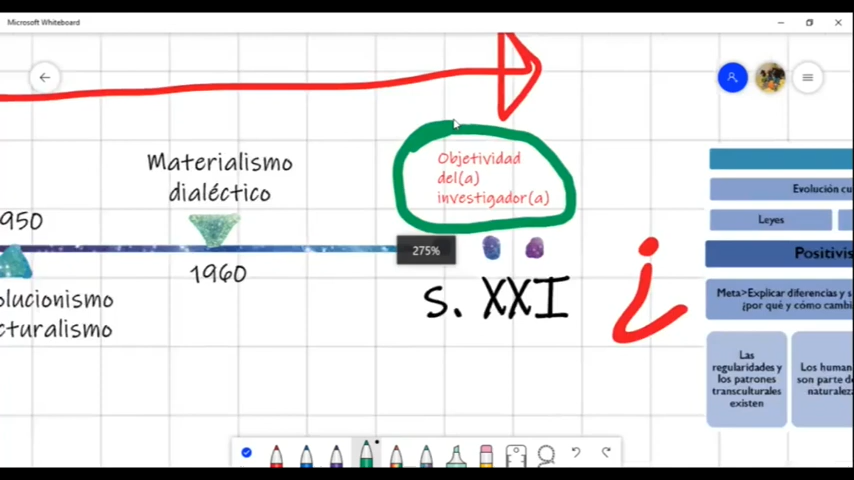 Microsoft Whiteboard
Objetividad
del(a)
investigador(a)
Materialismo
dialéctico
950
1960
275%
s. XXI
¿
olucionismo
cturalismo
Evolución cu
Leyes
Positivis
Meta>Explicar diferencias y s
¿por qué y cómo cambi
Las
regularidades y
los patrones
transculturales
existen
Los human
son parte de
naturaleza